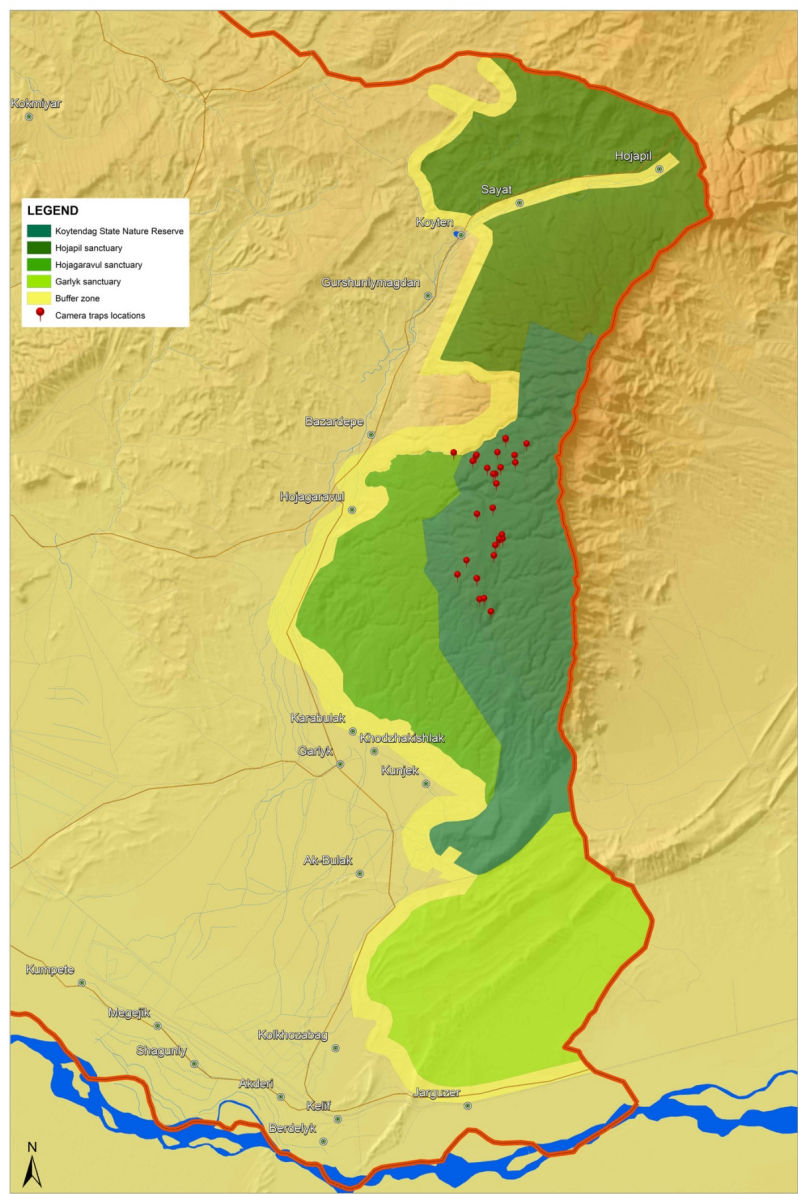 Kokmiyar
Hojapil
Sayat
Koyten
LEGEND
Koytendag State Nature Reserve
Hojapil sanctuary
Hojagaravul sanctuary
Garlyk sanctuary
Buffer zone
Camera traps locations
Gurshunlymagdan
Bazardepe
Hojagaravul
Karabulak
Khodzhakishlak
Garlyk
Kunjek
Ak-Bulak
Kumpete
Megejik
Kolkhozabag
Shagunly
Akderi
Jarguzer
Kelif
Berdelyk
N